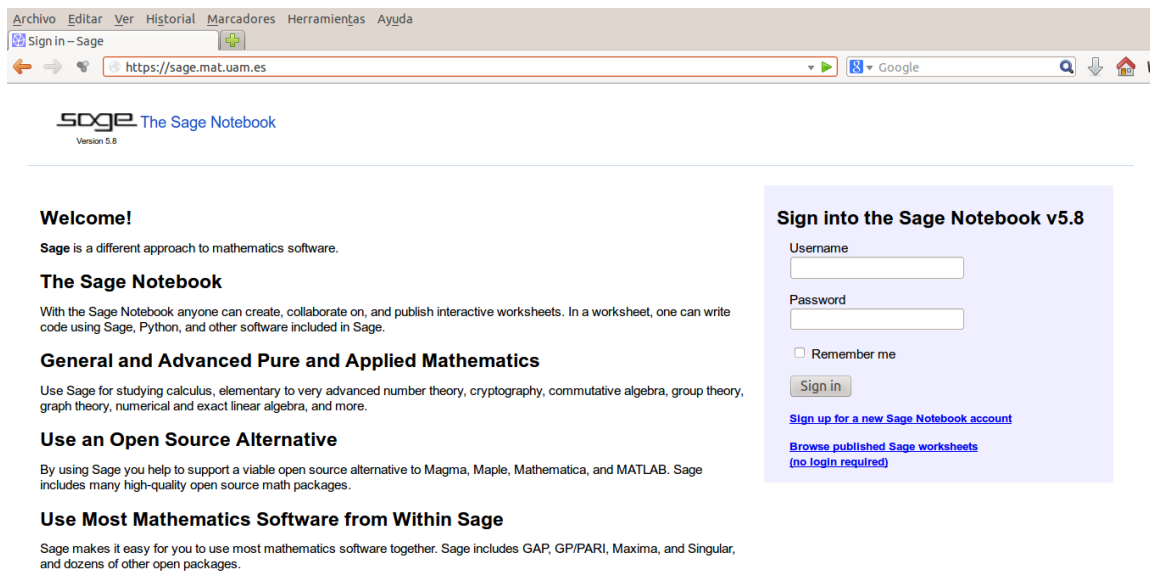 Archivo Editar Ver Historial Marcadores Herramientas Ayuda
Sign in – Sage
https://sage.mat.uam.es
Google
sage The Sage Notebook
Version 5.8
Welcome!
Sage is a different approach to mathematics software.
The Sage Notebook
With the Sage Notebook anyone can create, collaborate on, and publish interactive worksheets. In a worksheet, one can write
code using Sage, Python, and other software included in Sage.
General and Advanced Pure and Applied Mathematics
Use Sage for studying calculus, elementary to very advanced number theory, cryptography, commutative algebra, group theory,
graph theory, numerical and exact linear algebra, and more.
Use an Open Source Alternative
By using Sage you help to support a viable open source alternative to Magma, Maple, Mathematica, and MATLAB. Sage
includes many high-quality open source math packages.
Use Most Mathematics Software from Within Sage
Sage makes it easy for you to use most mathematics software together. Sage includes GAP, GP/PARI, Maxima, and Singular,
and dozens of other open packages.
Sign into the Sage Notebook v5.8
Username
Password
Remember me
Sign in
Sign up for a new Sage Notebook account
Browse published Sage worksheets
(no login required)